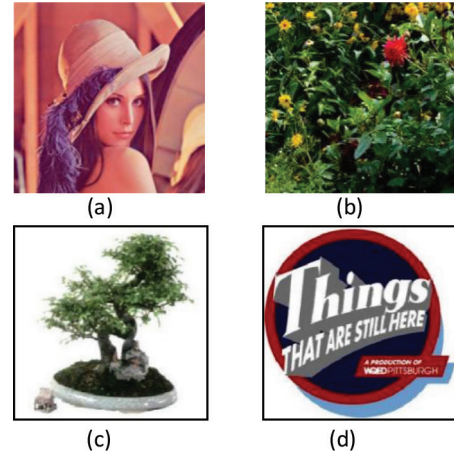 (a)
(b)
Things
THAT ARE STILL HERE
A PRODUCTION OF
WQED PITTSBURGH
(c)
(d)